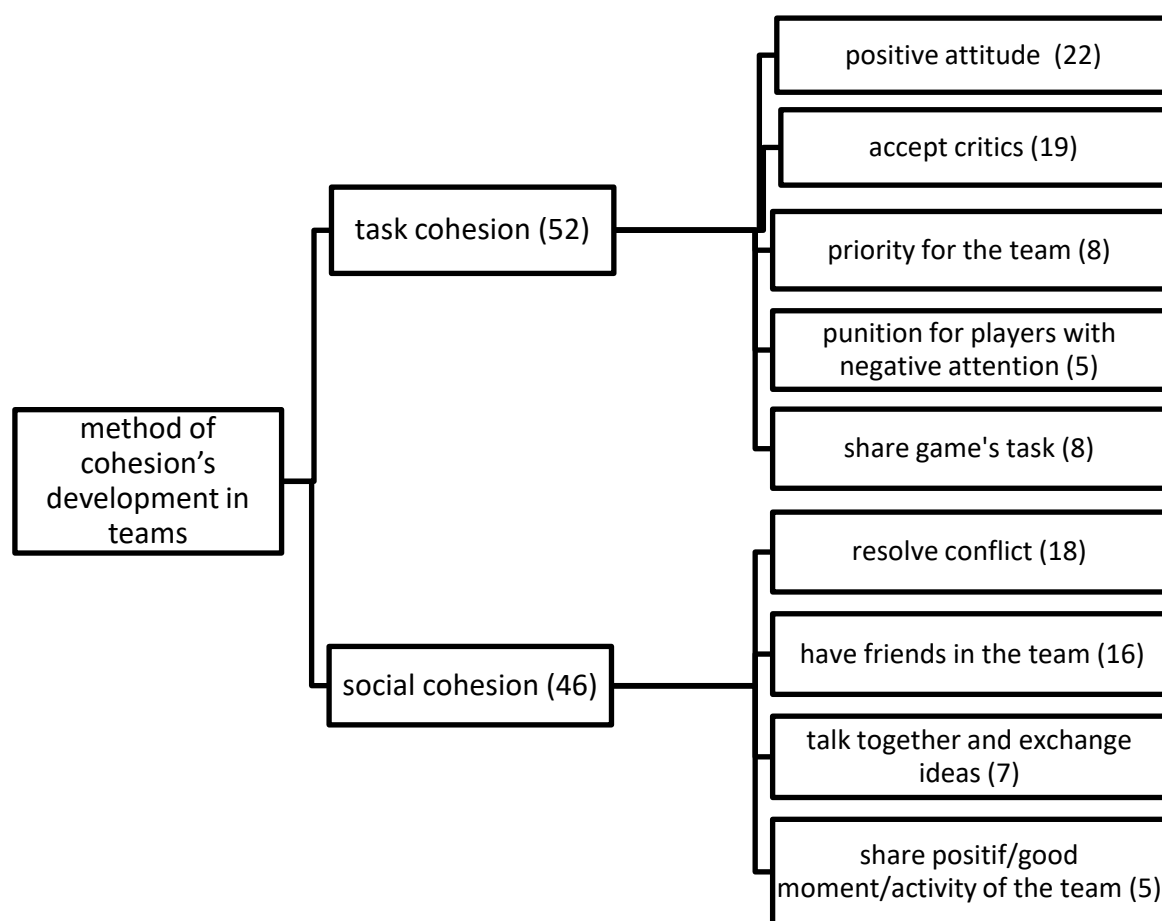 method of
cohesion’s
development in
teams
task cohesion (52)
positive attitude  (22)
accept critics (19)
priority for the team (8)
punition for players with
negative attention (5)
share game's task (8)
social cohesion (46)
resolve conflict (18)
have friends in the team (16)
talk together and exchange
ideas (7)
share positif/good
moment/activity of the team (5)